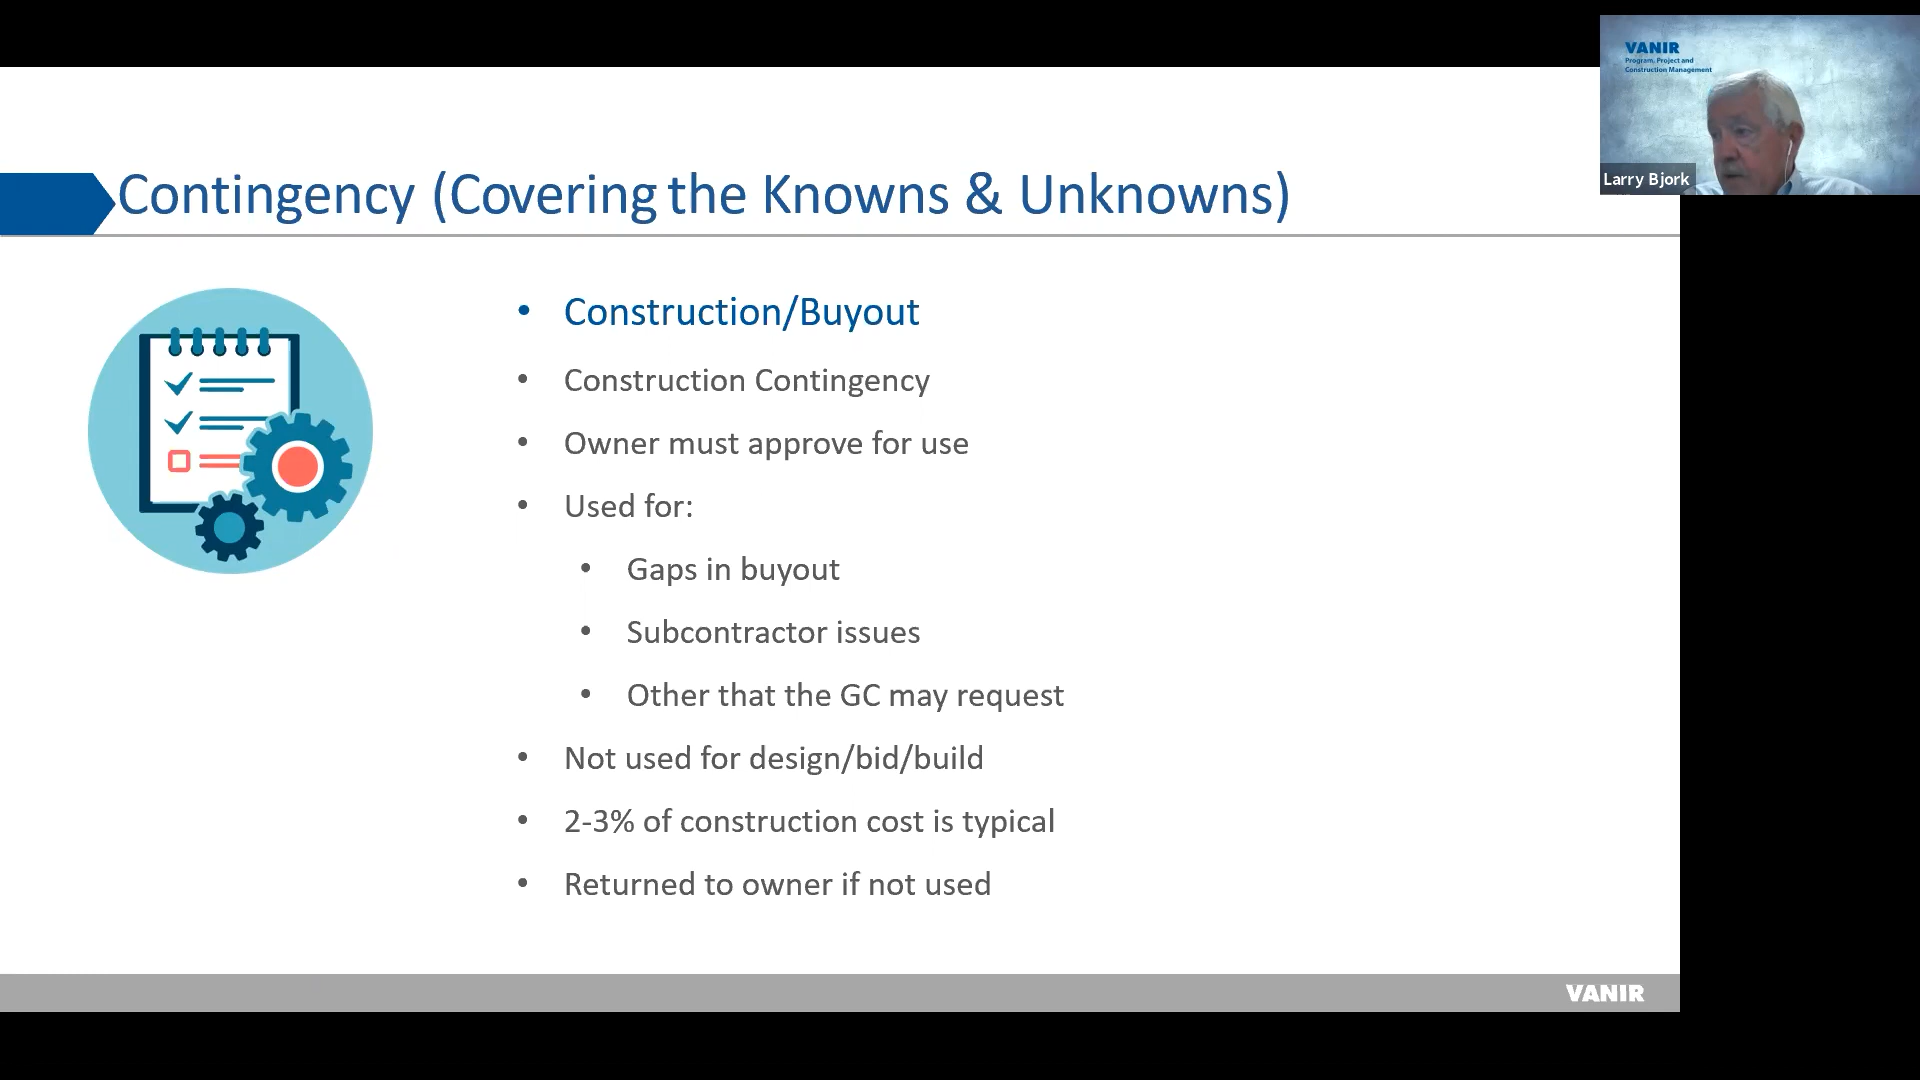 VANIR
Program, Project and
Construction Management
Larry Bjork
Contingency (Covering the Knowns & Unknowns)
• Construction/Buyout
• Construction Contingency
• Owner must approve for use
• Used for:
• Gaps in buyout
• Subcontractor issues
• Other that the GC may request
• Not used for design/bid/build
• 2-3% of construction cost is typical
• Returned to owner if not used
VANIR